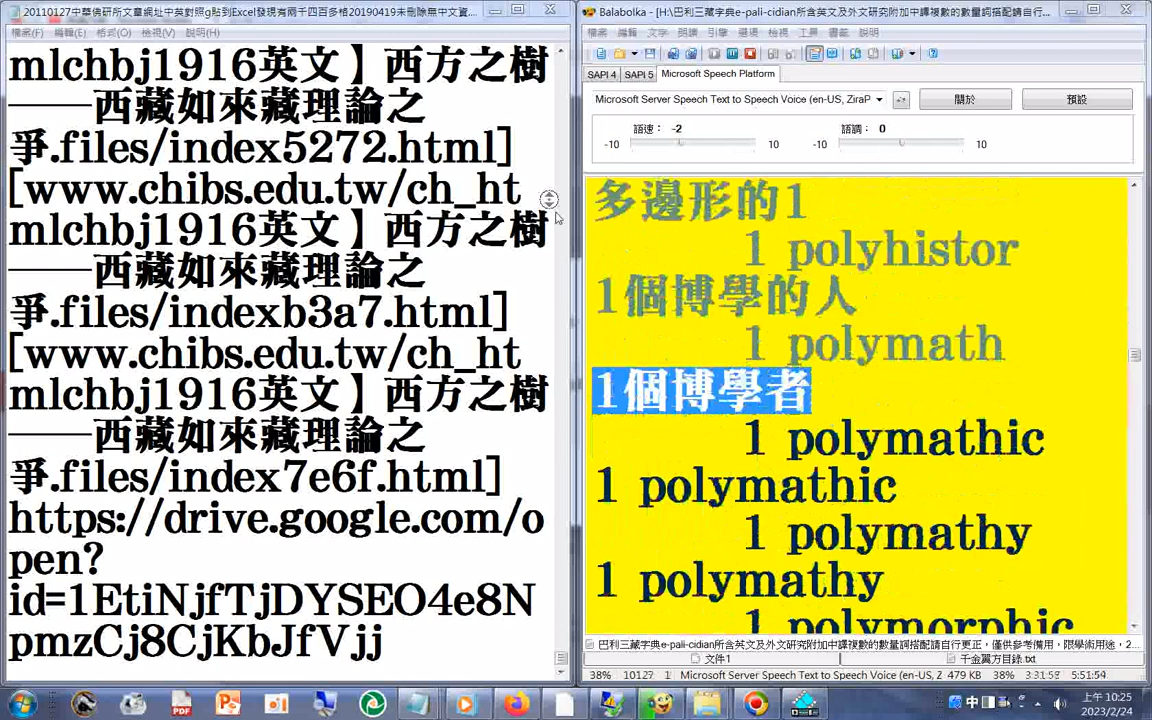 20110127中華佛研所文章網址中英對照g貼到Excel發現有兩千四百多格20190419未刪除無中文資...
檔案(F) 編輯(E) 格式(O) 檢視(V) 說明(H)
mlchbj1916英文】西方之樹
——西藏如來藏理論之
爭.files/index5272.html]
[www.chibs.edu.tw/ch_ht
mlchbj1916英文】西方之樹
——西藏如來藏理論之
爭.files/indexb3a7.html]
[www.chibs.edu.tw/ch_ht
mlchbj1916英文】西方之樹
——西藏如來藏理論之
爭.files/index7e6f.html]
https://drive.google.com/o
pen?
id=1EtiNjfTjDYSEO4e8N
pmzCj8CjKbJfVjj
Balabolka - [H:\巴利三藏字典e-pali-cidian所含英文及外文研究附加中譯複數的數量詞搭配請自行更正...
檔案 編輯 文字 朗讀 引擎 選項 檢視 工具 書籤 說明
SAPI 4 SAPI 5 Microsoft Speech Platform
Microsoft Server Speech Text to Speech Voice (en-US, ZiraP
關於 預設
語速： -2 語調： 0
-10 10 -10 10
多邊形的1
1 polyhistor
1個博學的人
1 polymath
1個博學者
1 polymathic
1 polymathic
1 polymathy
1 polymathy
1 polymorphic
巴利三藏字典e-pali-cidian所含英文及外文研究附加中譯複數的數量詞搭配請自行更正，僅供參考備用，限學術用途，2...
文件1 千金翼方目錄.txt
38% 10127: 1 Microsoft Server Speech Text to Speech Voice (en-US, Z 479 KB 38% 3:31:58 5:51:54
中
上午 10:25
2023/2/24